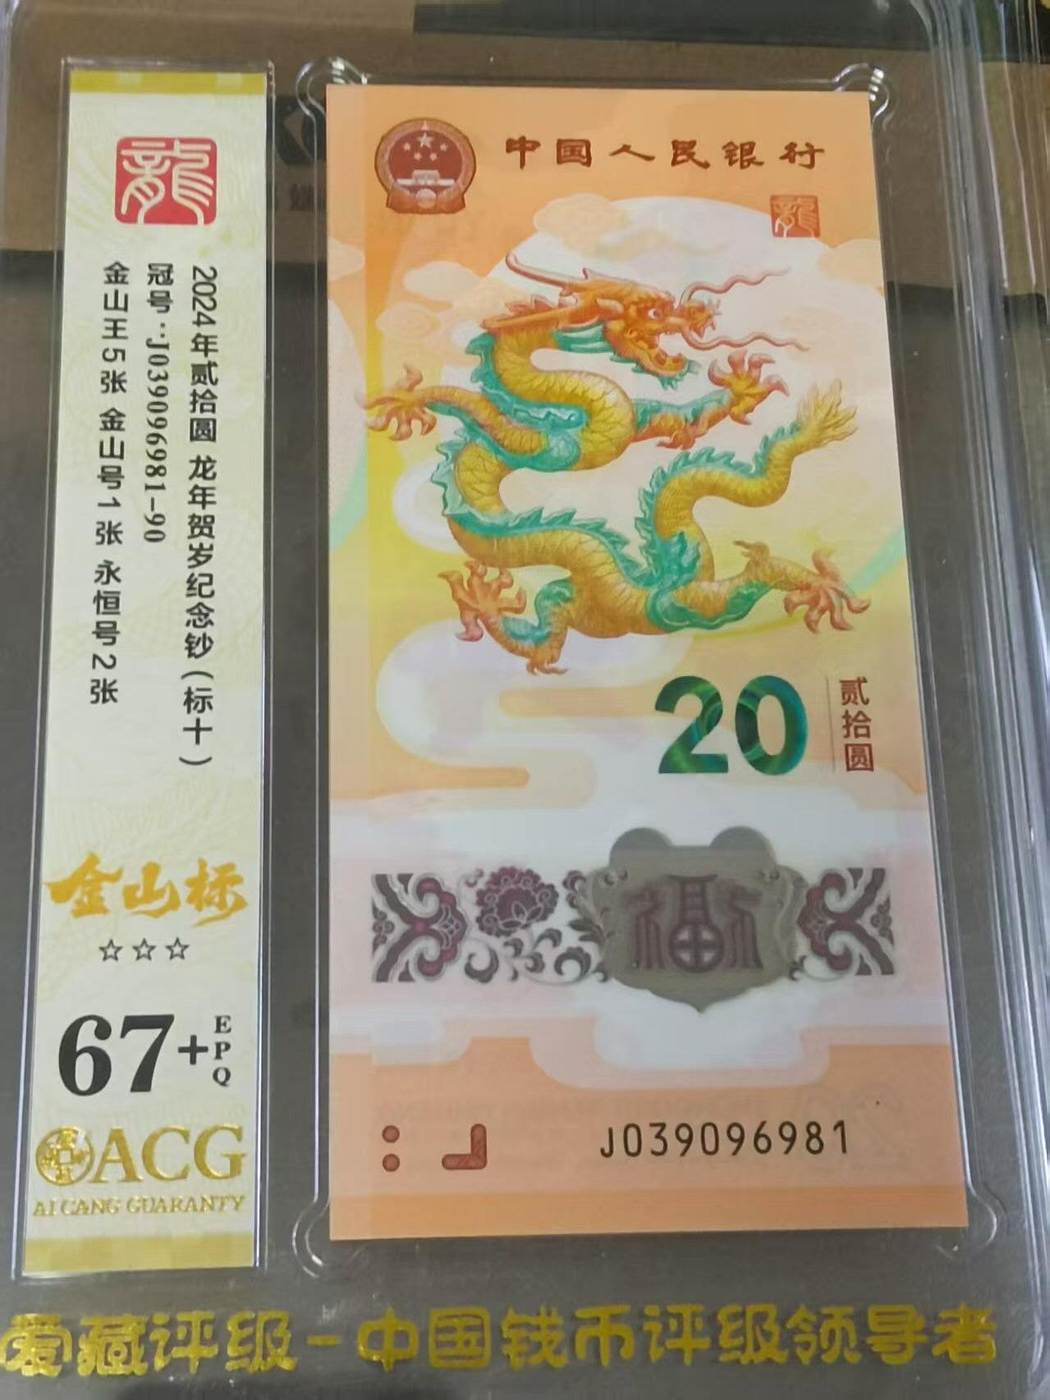 龍
2024年贰拾圆 龙年贺岁纪念钞(标十)
冠号:J039096981-90
金山王5张 金山号1张 永恒号2张
金山标
☆☆☆
67+EPQ
ACG
AI CANG GUARANTY
中国人民银行
龍
20
贰拾圆
福
J039096981
爱藏评级-中国钱币评级领导者